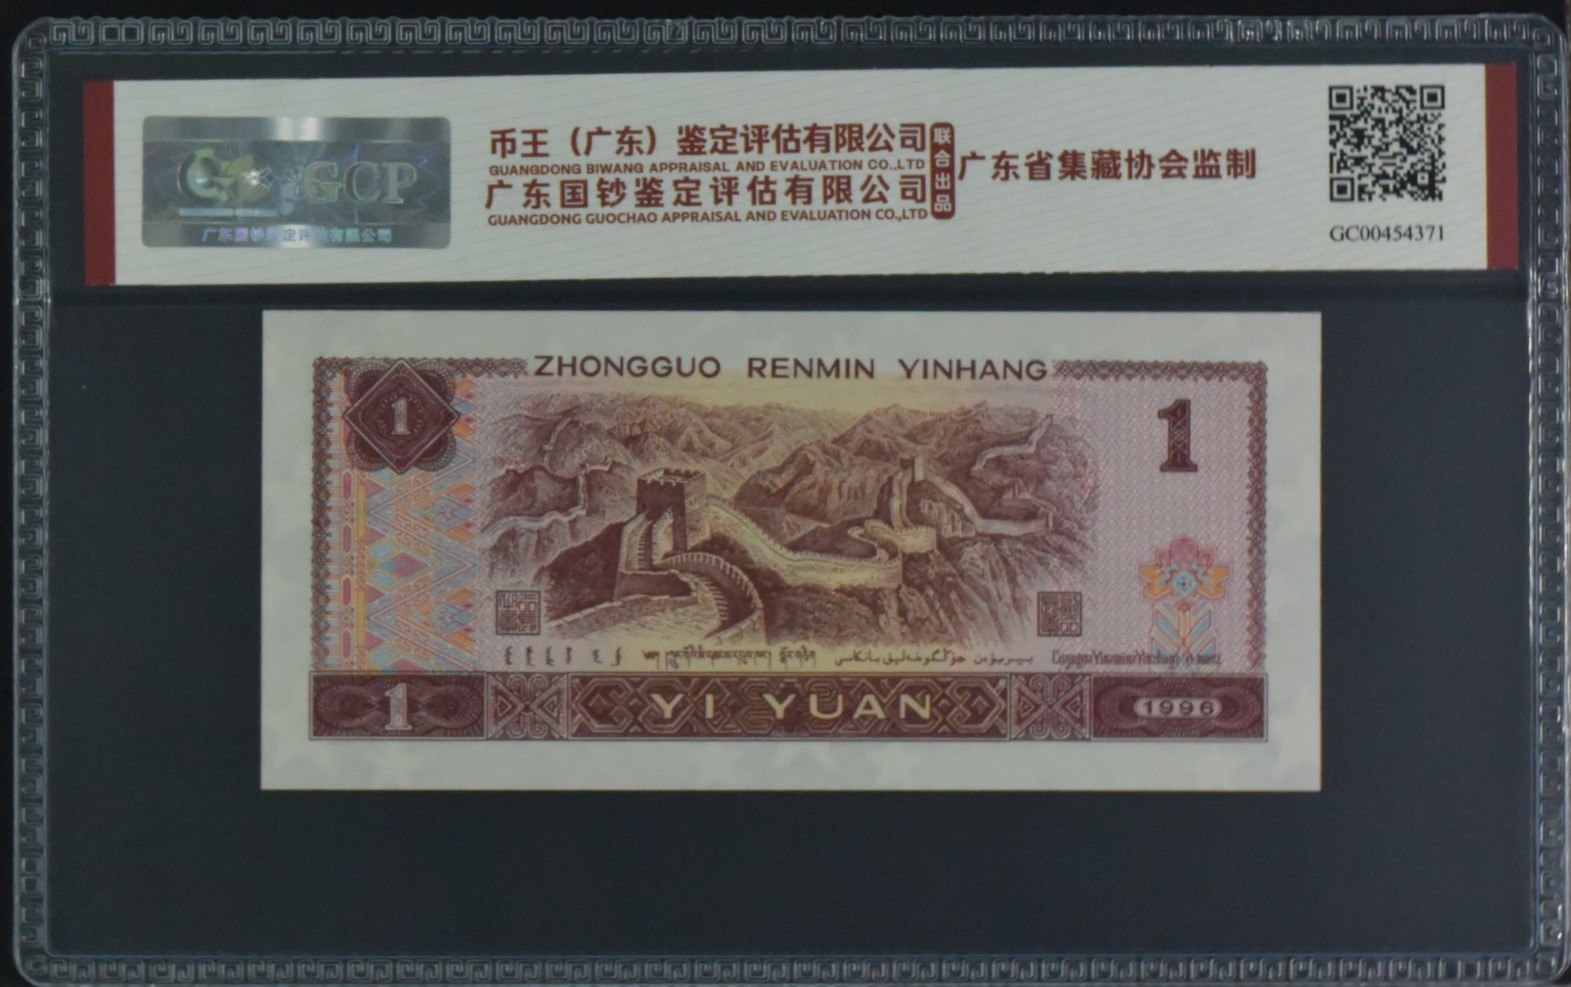 GCP
广东国钞鉴定评估有限公司
币王（广东）鉴定评估有限公司
GUANGDONG BIWANG APPRAISAL AND EVALUATION CO.,LTD
广东国钞鉴定评估有限公司
GUANGDONG GUOCHAO APPRAISAL AND EVALUATION CO.,LTD
联合出品
广东省集藏协会监制
GC00454371
ZHONGGUO RENMIN YINHANG
1
1
1
YI YUAN
1996